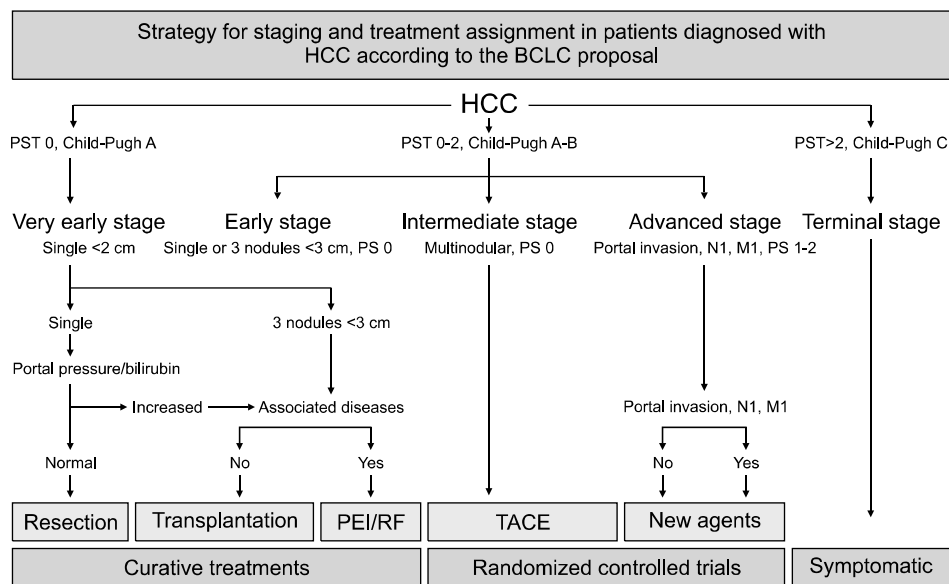 Strategy for staging and treatment assignment in patients diagnosed with
HCC according to the BCLC proposal
HCC
PST 0, Child-Pugh A
PST 0-2, Child-Pugh A-B
PST>2, Child-Pugh C
Very early stage
Single <2 cm
Early stage
Single or 3 nodules <3 cm, PS 0
Intermediate stage
Multinodular, PS 0
Advanced stage
Portal invasion, N1, M1, PS 1-2
Terminal stage
Single
3 nodules <3 cm
Portal pressure/bilirubin
Increased
Associated diseases
Portal invasion, N1, M1
Normal
No
Yes
No
Yes
Resection
Transplantation
PEI/RF
TACE
New agents
Curative treatments
Randomized controlled trials
Symptomatic